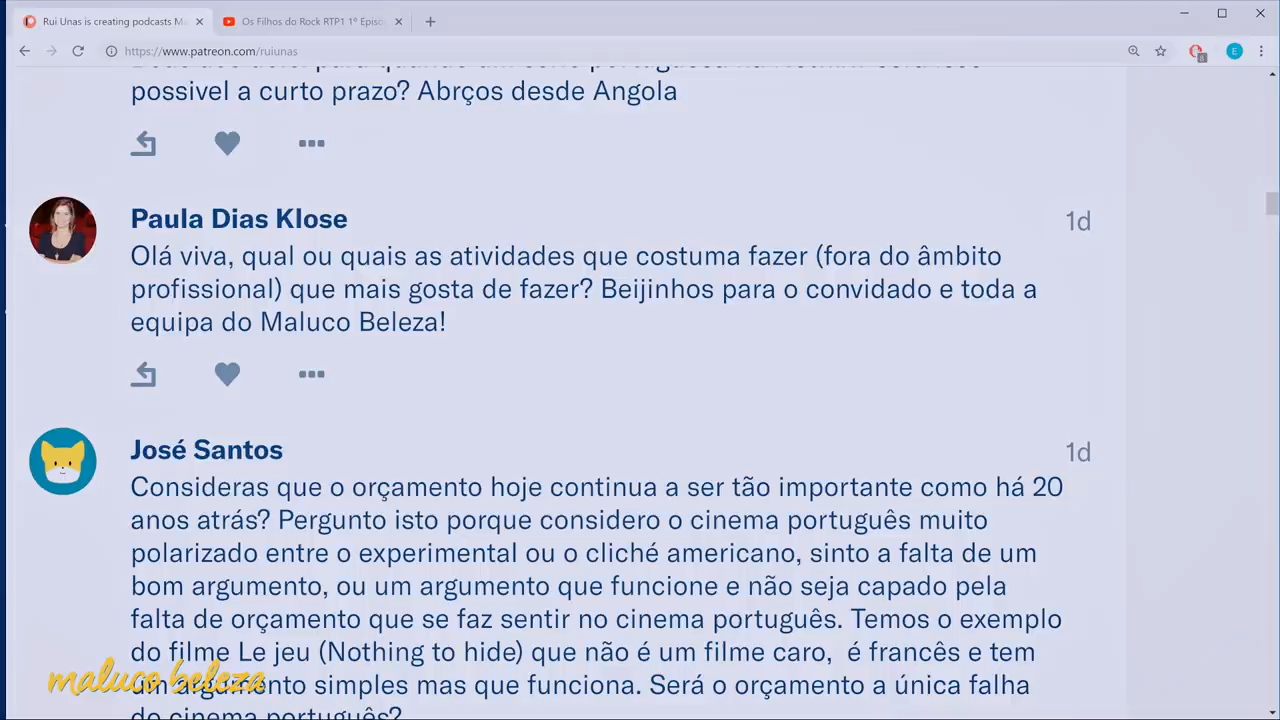 Rui Unas is creating podcasts Ma
Os Filhos do Rock RTP1 1º Episo
https://www.patreon.com/ruiunas
possivel a curto prazo? Abrços desde Angola
Paula Dias Klose
1d
Olá viva, qual ou quais as atividades que costuma fazer (fora do âmbito
profissional) que mais gosta de fazer? Beijinhos para o convidado e toda a
equipa do Maluco Beleza!
José Santos
1d
Consideras que o orçamento hoje continua a ser tão importante como há 20
anos atrás? Pergunto isto porque considero o cinema português muito
polarizado entre o experimental ou o cliché americano, sinto a falta de um
bom argumento, ou um argumento que funcione e não seja capado pela
falta de orçamento que se faz sentir no cinema português. Temos o exemplo
do filme Le jeu (Nothing to hide) que não é um filme caro, é francês e tem
um argumento simples mas que funciona. Será o orçamento a única falha
do cinema português?
maluco beleza
E